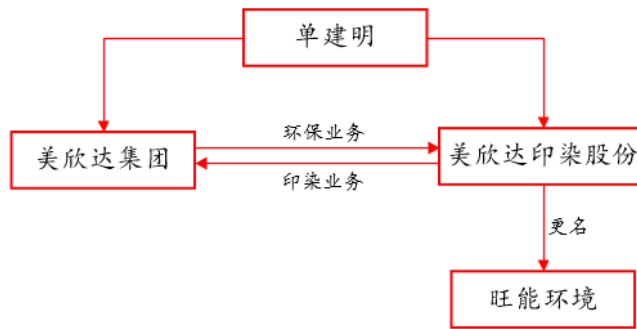 单建明
环保业务
美欣达集团
美欣达印染股份
印染业务
更名
旺能环境